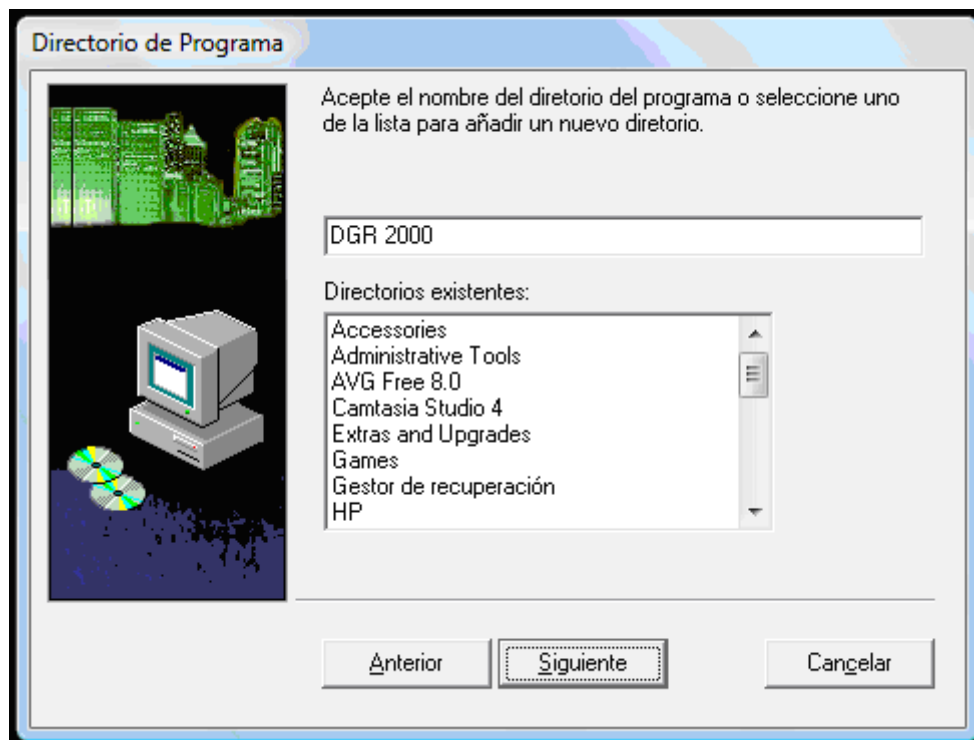 Directorio de Programa
Acepte el nombre del diretorio del programa o seleccione uno
de la lista para añadir un nuevo diretorio.
DGR 2000
Directorios existentes:
Accessories
Administrative Tools
AVG Free 8.0
Camtasia Studio 4
Extras and Upgrades
Games
Gestor de recuperación
HP
Anterior
Siguiente
Cancelar